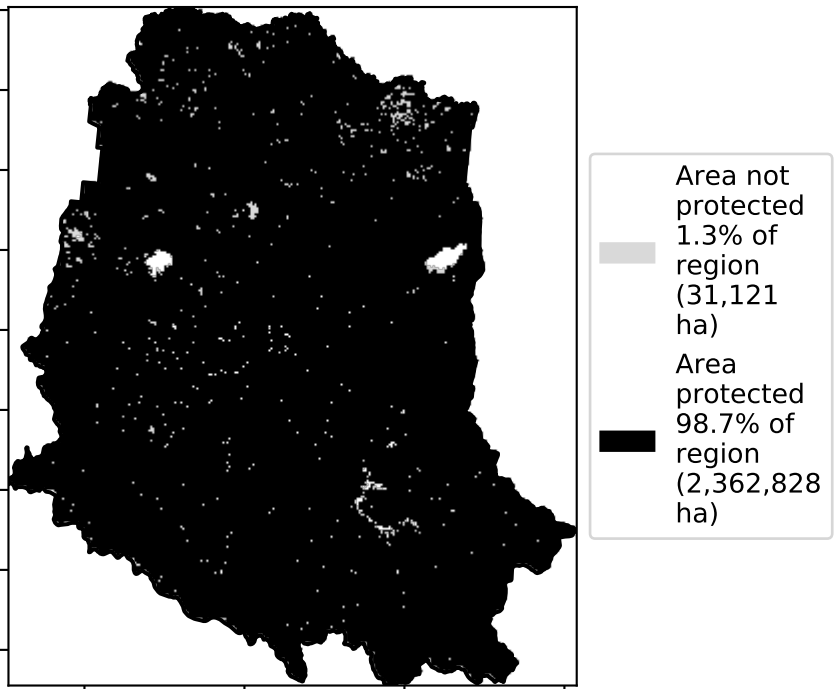 Area not
protected
1.3% of
region
(31,121
ha)
Area
protected
98.7% of
region
(2,362,828
ha)